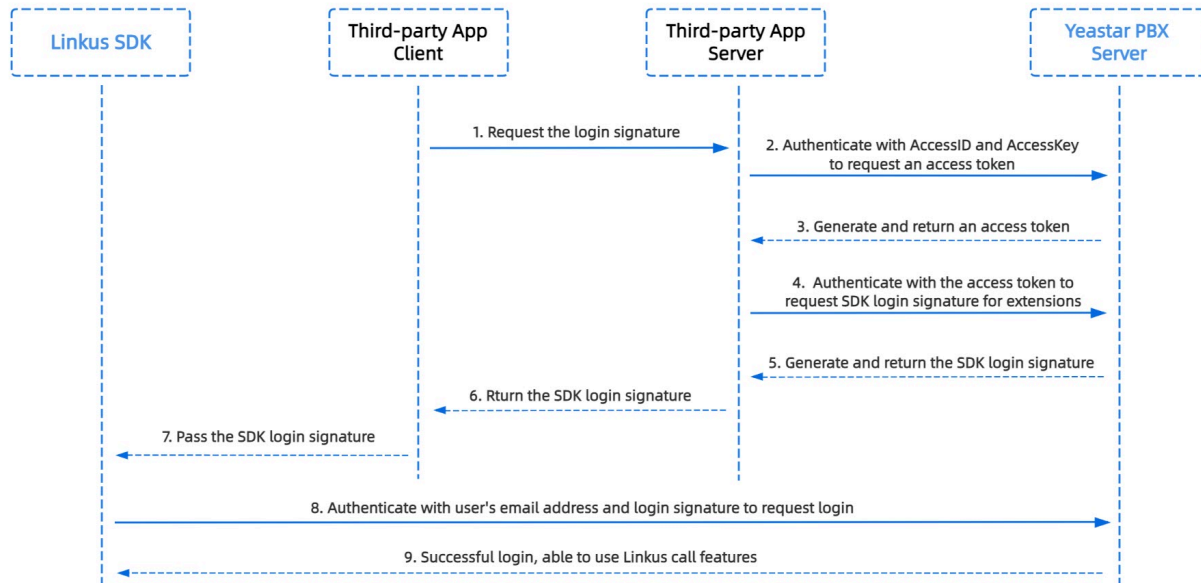 Linkus SDK
Third-party App
Client
Third-party App
Server
Yeastar PBX
Server
1. Request the login signature
2. Authenticate with AccessID and AccessKey
to request an access token
3. Generate and return an access token
4. Authenticate with the access token to
request SDK login signature for extensions
5. Generate and return the SDK login signature
6. Rturn the SDK login signature
7. Pass the SDK login signature
8. Authenticate with user's email address and login signature to request login
9. Successful login, able to use Linkus call features